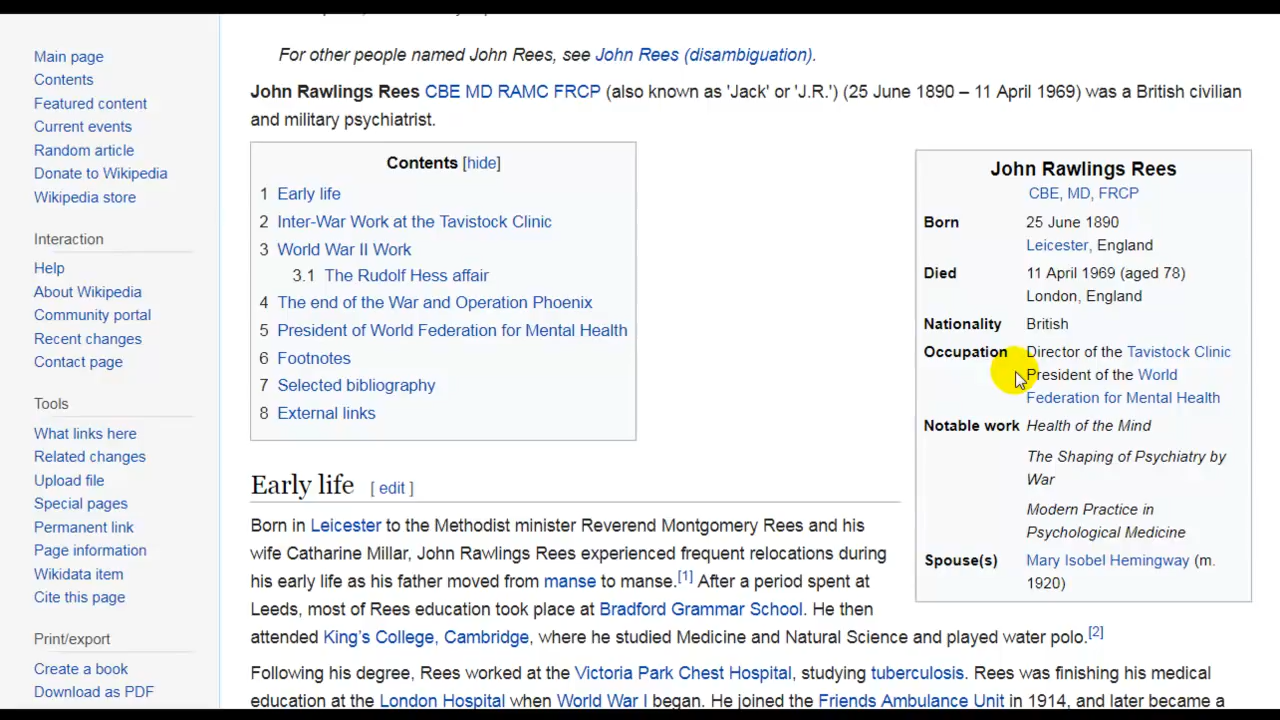 For other people named John Rees, see John Rees (disambiguation).
John Rawlings Rees CBE MD RAMC FRCP (also known as 'Jack' or 'J.R.') (25 June 1890 – 11 April 1969) was a British civilian
and military psychiatrist.
Main page
Contents
Featured content
Current events
Random article
Donate to Wikipedia
Wikipedia store
Interaction
Help
About Wikipedia
Community portal
Recent changes
Contact page
Tools
What links here
Related changes
Upload file
Special pages
Permanent link
Page information
Wikidata item
Cite this page
Print/export
Create a book
Download as PDF
Contents [hide]
1 Early life
2 Inter-War Work at the Tavistock Clinic
3 World War II Work
3.1 The Rudolf Hess affair
4 The end of the War and Operation Phoenix
5 President of World Federation for Mental Health
6 Footnotes
7 Selected bibliography
8 External links
John Rawlings Rees
CBE, MD, FRCP
Born 25 June 1890
Leicester, England
Died 11 April 1969 (aged 78)
London, England
Nationality British
Occupation Director of the Tavistock Clinic
President of the World
Federation for Mental Health
Notable work Health of the Mind
The Shaping of Psychiatry by
War
Modern Practice in
Psychological Medicine
Spouse(s) Mary Isobel Hemingway (m.
1920)
Early life [ edit ]
Born in Leicester to the Methodist minister Reverend Montgomery Rees and his
wife Catharine Millar, John Rawlings Rees experienced frequent relocations during
his early life as his father moved from manse to manse.[1] After a period spent at
Leeds, most of Rees education took place at Bradford Grammar School. He then
attended King's College, Cambridge, where he studied Medicine and Natural Science and played water polo.[2]
Following his degree, Rees worked at the Victoria Park Chest Hospital, studying tuberculosis. Rees was finishing his medical
education at the London Hospital when World War I began. He joined the Friends Ambulance Unit in 1914, and later became a